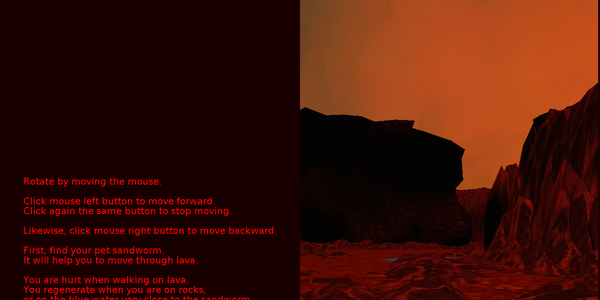 Rotate by moving the mouse.
Click mouse left button to move forward.
Click again the same button to stop moving.
Likewise, click mouse right button to move backward.
First, find your pet sandworm.
It will help you to move through lava.
You are hurt when walking on lava.
You regenerate when you are on rocks,
or on the blue water very close to the sandworm